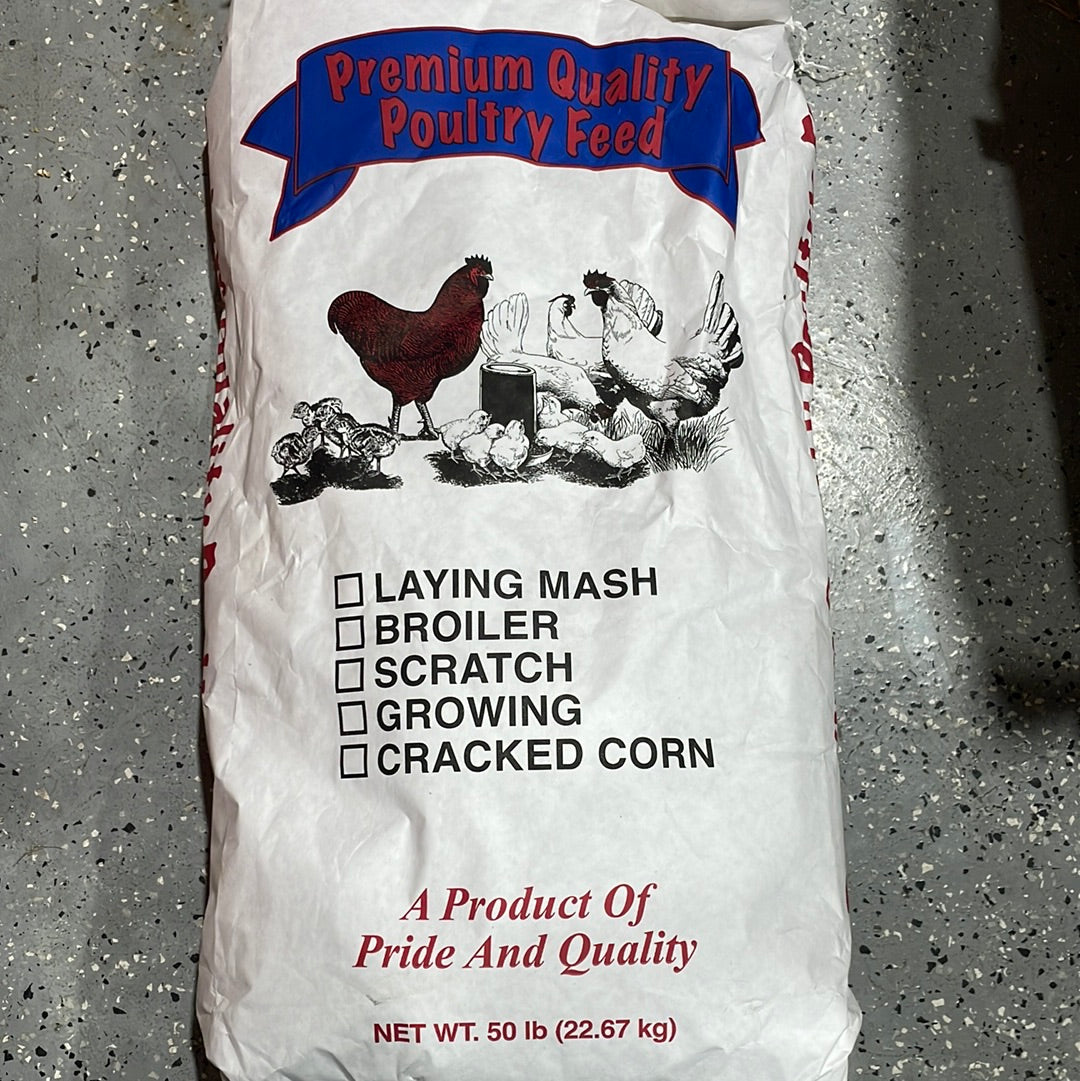 Premium Quality
Poultry Feed
LAYING MASH
BROILER
SCRATCH
GROWING
CRACKED CORN
A Product Of
Pride And Quality
NET WT. 50 lb (22.67 kg)